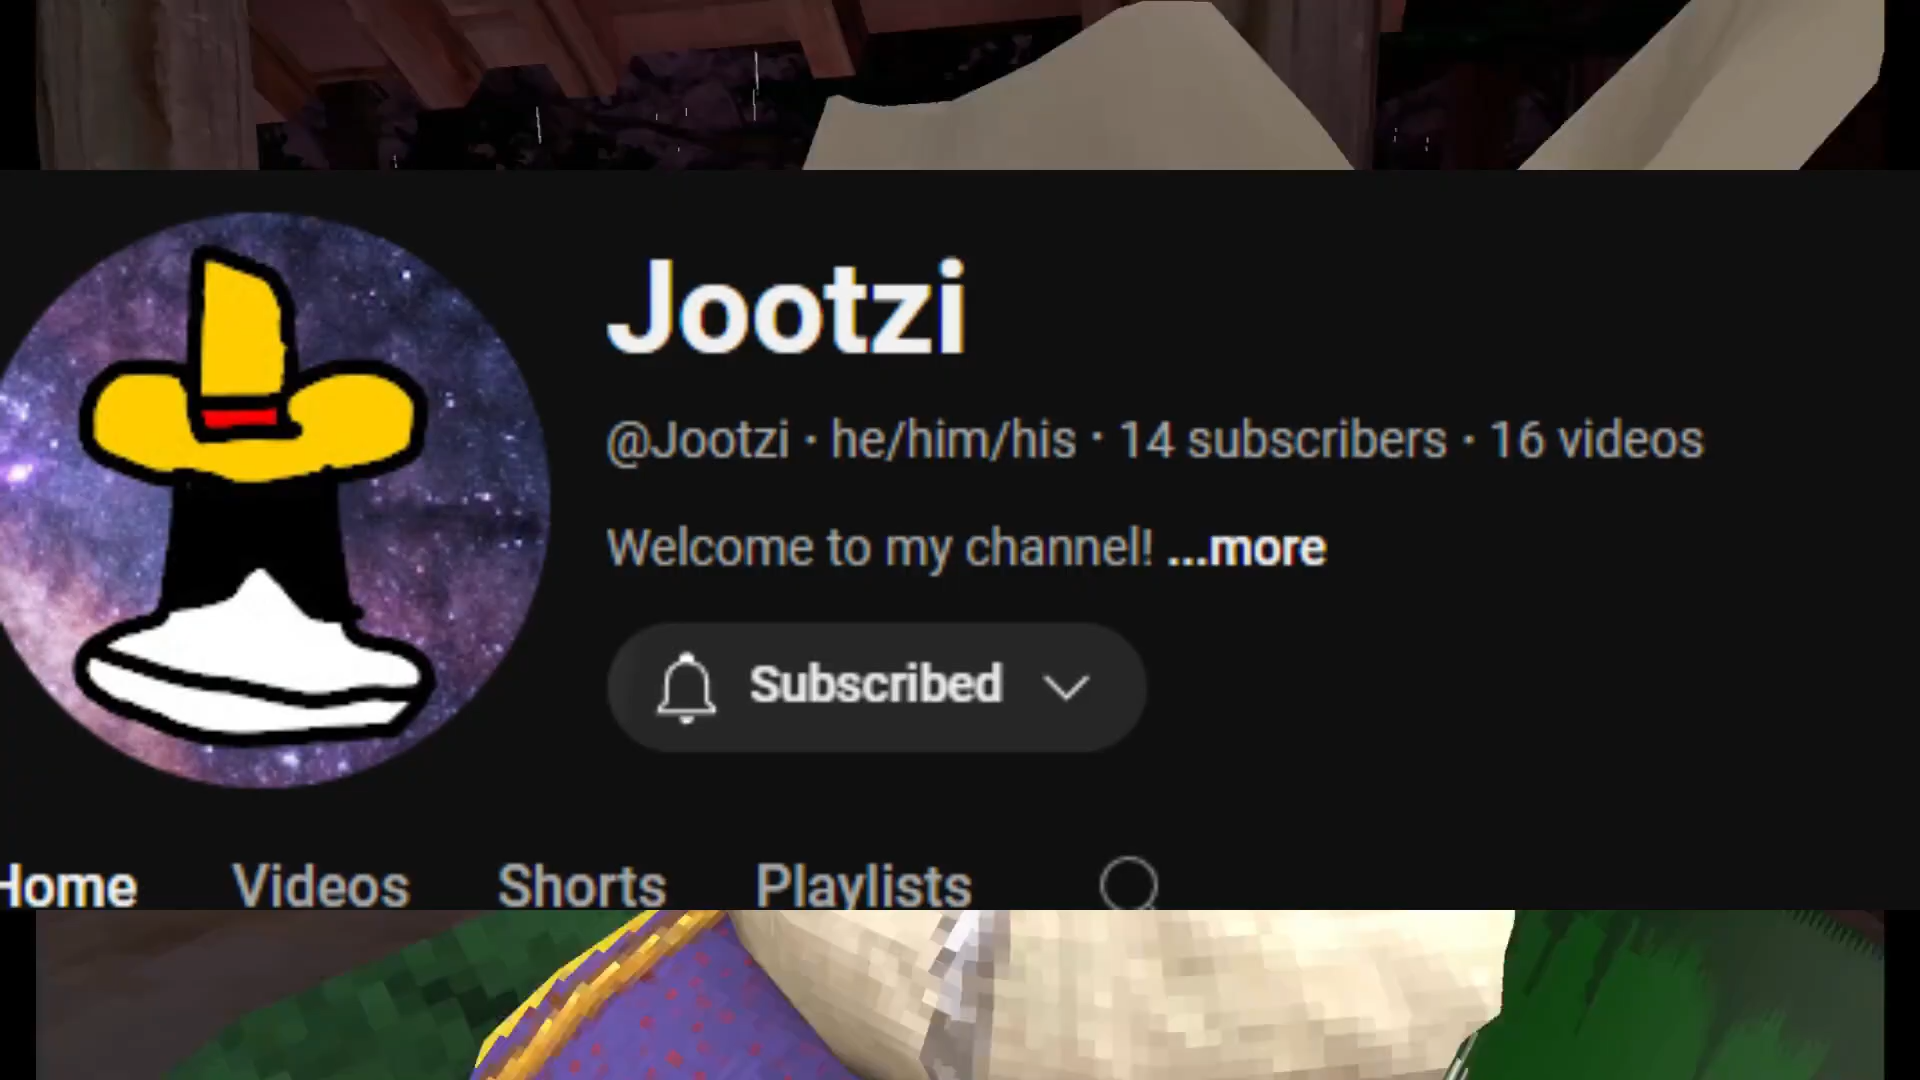 Jootzi
@Jootzi · he/him/his · 14 subscribers · 16 videos
Welcome to my channel! ...more
Subscribed
Home Videos Shorts Playlists